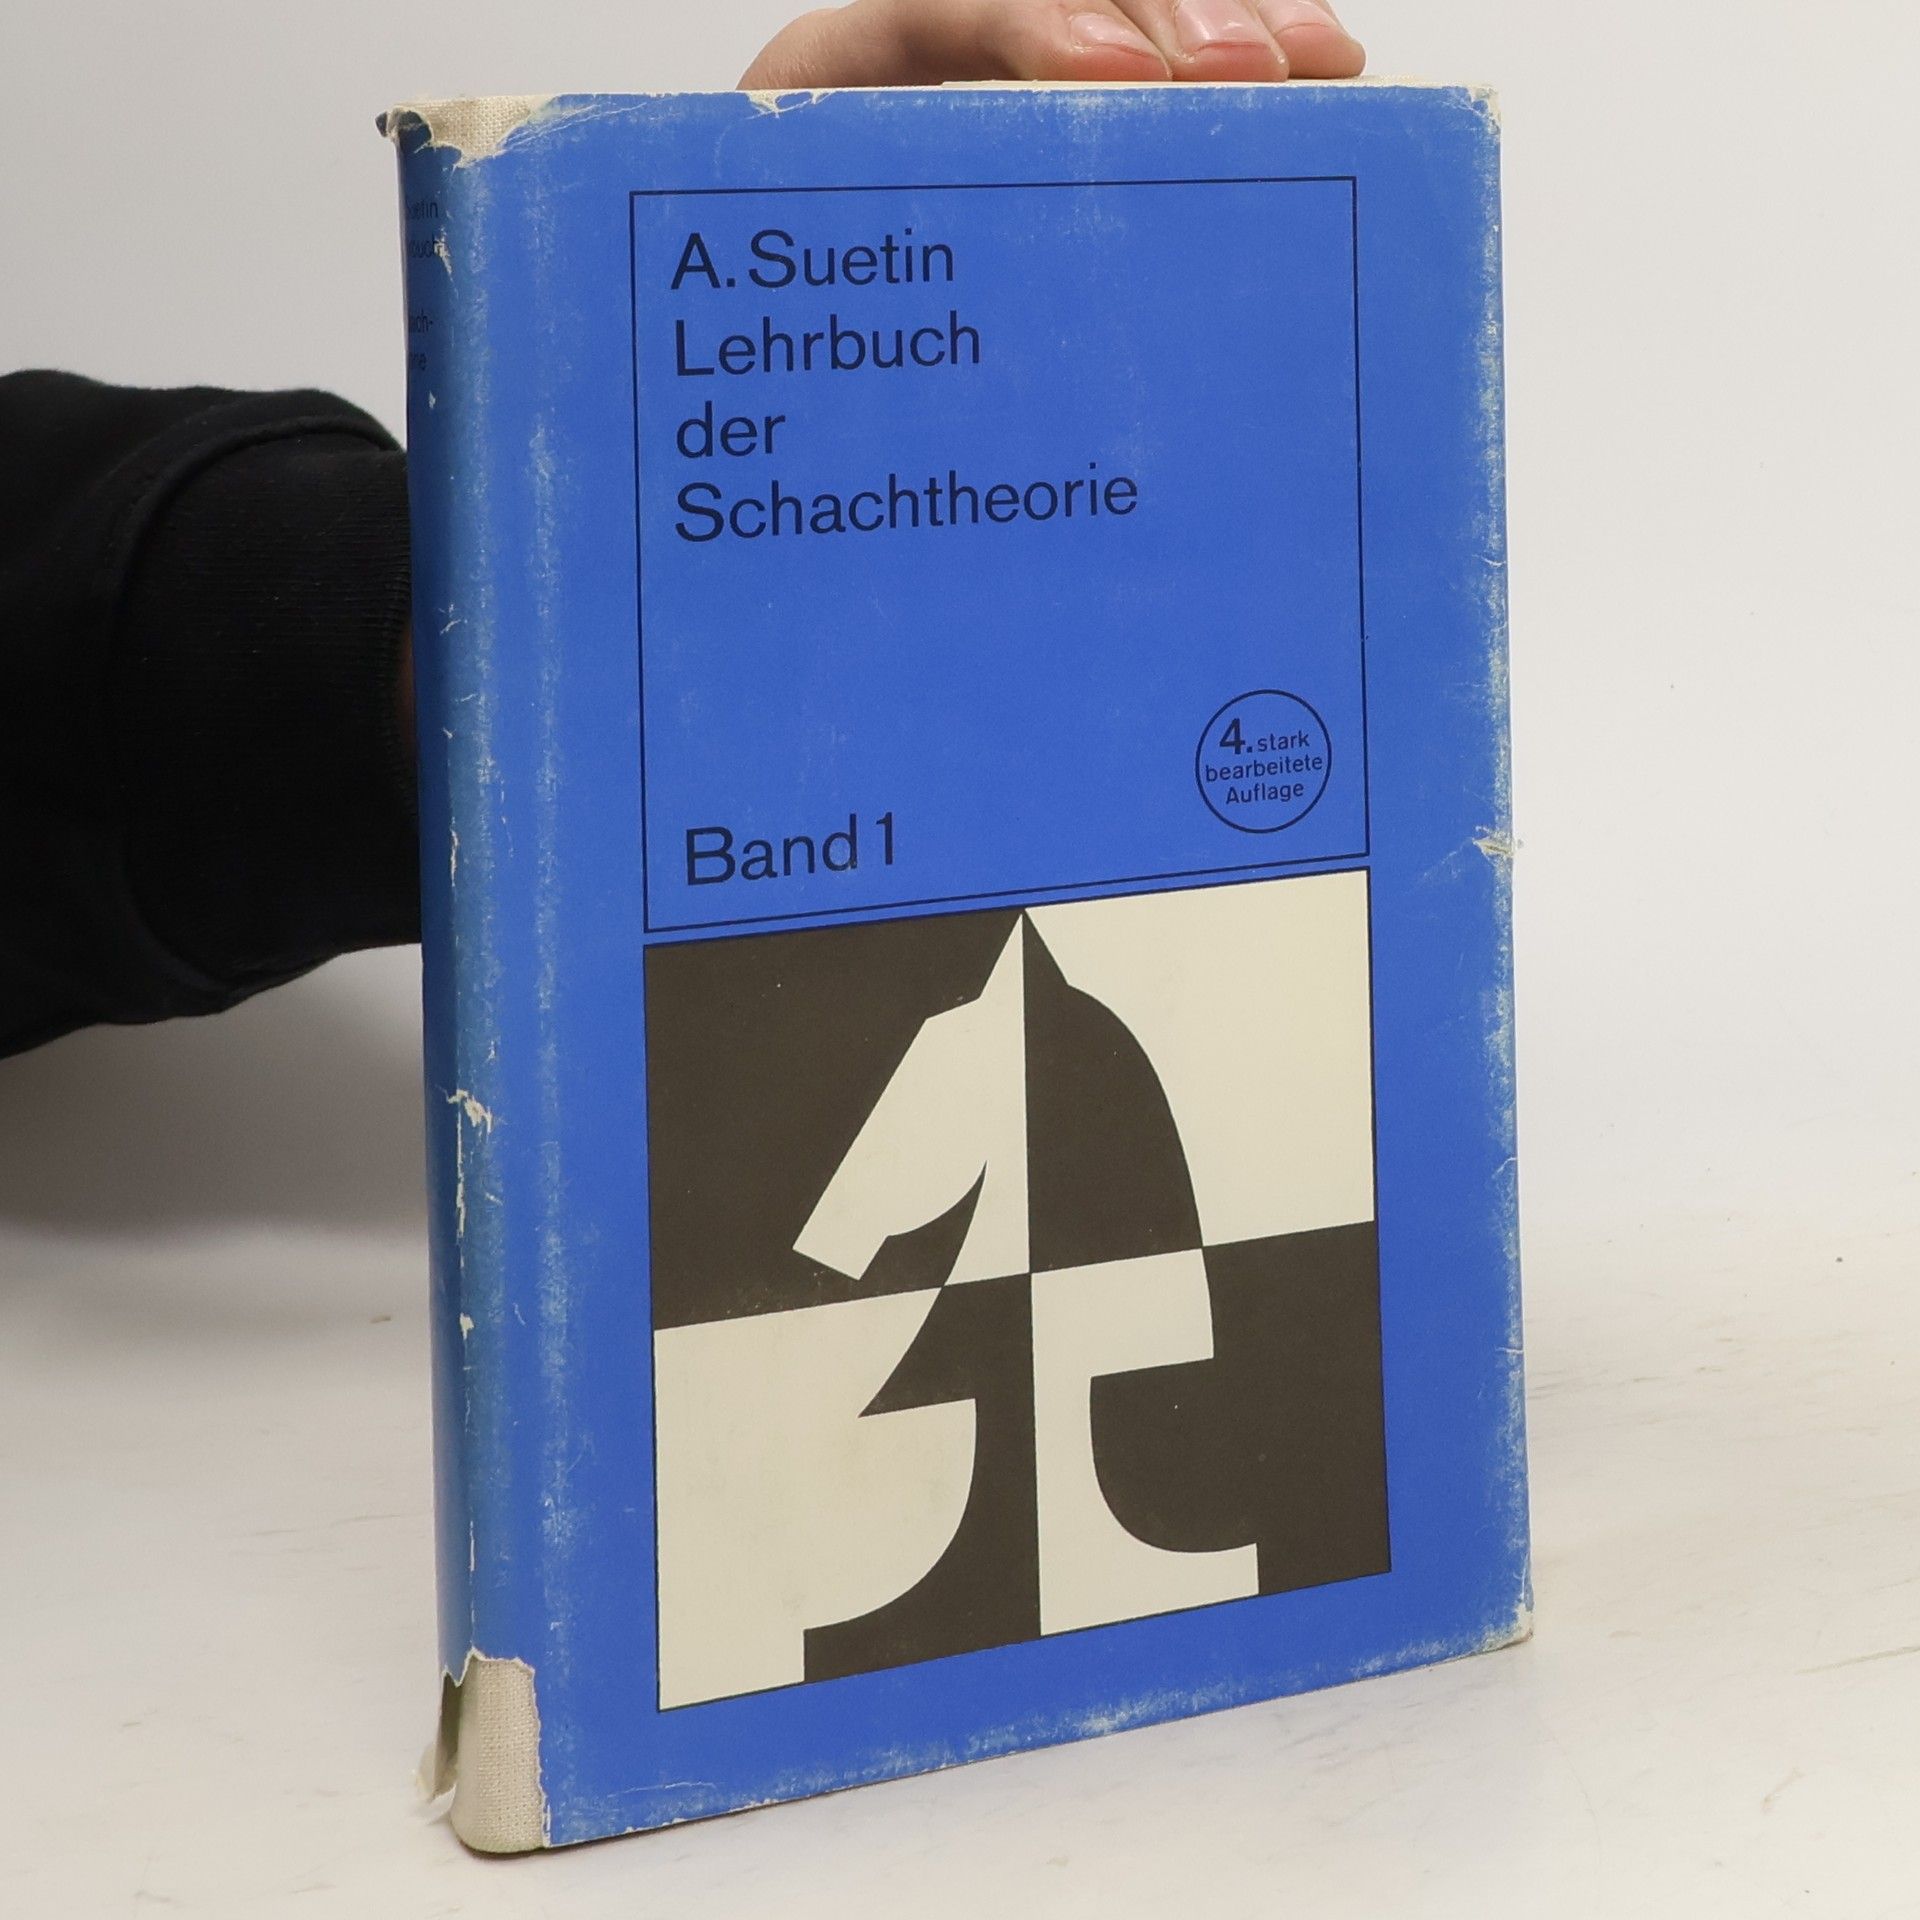 A. Suetin
Lehrbuch
der
Schachtheorie
4. stark
bearbeitete
Auflage
Band 1